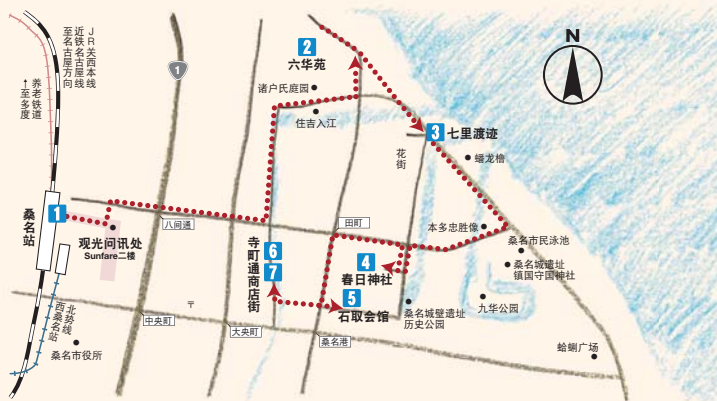 JR关西本线
近铁名古屋线
至名古屋方向
养老铁道
↑至多度
1
N
2
六华苑
诸户氏庭园
住吉入江
3 七里渡迹
花街
蟠龙樯
1
桑名站
观光问讯处
Sunfare二楼
八间通
田町
本多忠胜像
桑名市民泳池
桑名城遗址
镇国守国神社
寺町通商店街
6
7
4
春日神社
5
石取会馆
九华公园
桑名城壁遗址
历史公园
〒
中央町
大央町
桑名港
蛤蜊广场
北势线
西桑名站
桑名市役所